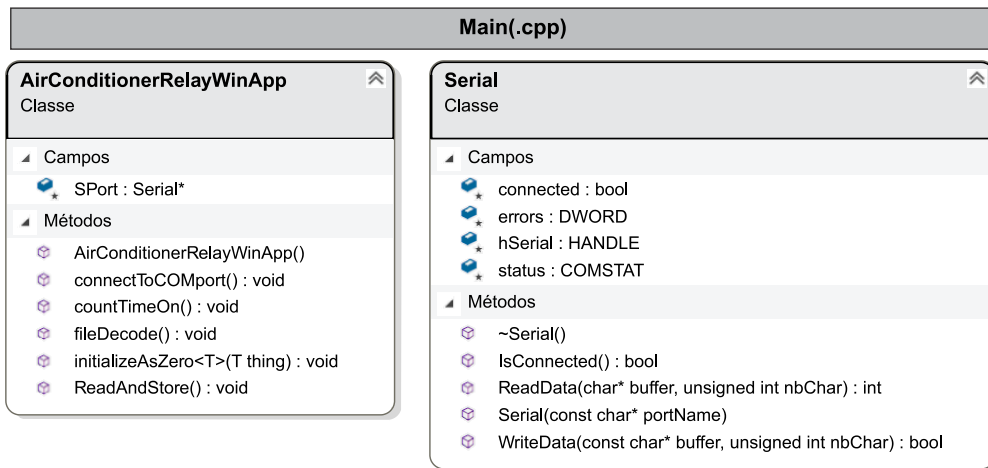 Main(.cpp)
AirConditionerRelayWinApp
Classe
Campos
SPort : Serial*
Métodos
AirConditionerRelayWinApp()
connectToCOMport() : void
countTimeOn() : void
fileDecode() : void
initializeAsZero<T>(T thing) : void
ReadAndStore() : void
Serial
Classe
Campos
connected : bool
errors : DWORD
hSerial : HANDLE
status : COMSTAT
Métodos
~Serial()
IsConnected() : bool
ReadData(char* buffer, unsigned int nbChar) : int
Serial(const char* portName)
WriteData(const char* buffer, unsigned int nbChar) : bool